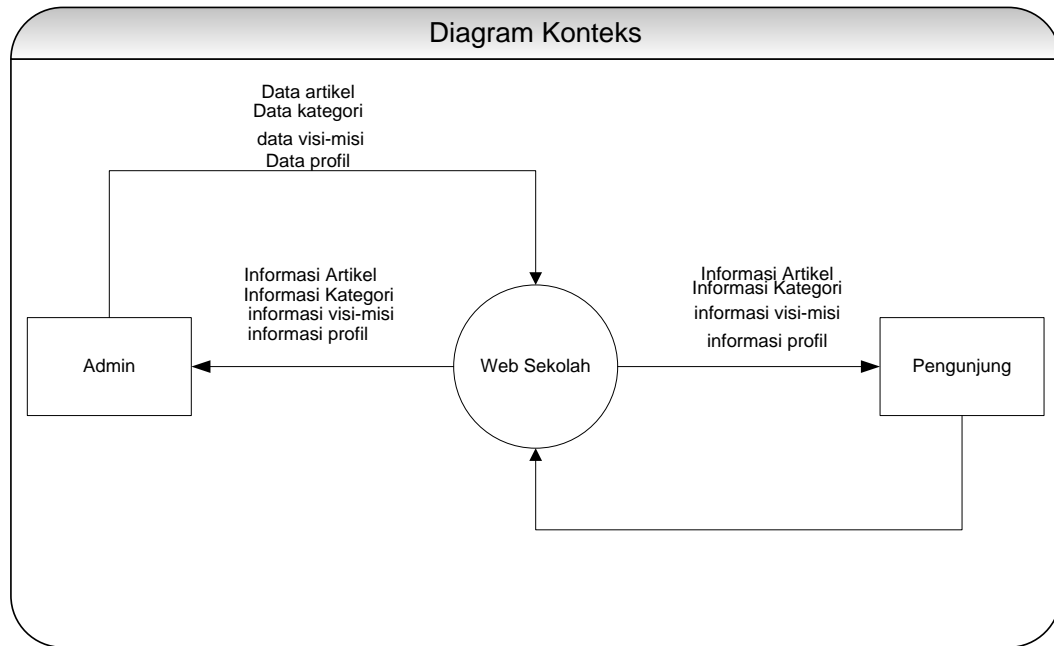 Diagram Konteks
Data artikel
Data kategori
data visi-misi
Data profil
Informasi Artikel
Informasi Kategori
informasi visi-misi
informasi profil
Informasi Artikel
Informasi Kategori
informasi visi-misi
informasi profil
Admin
Web Sekolah
Pengunjung